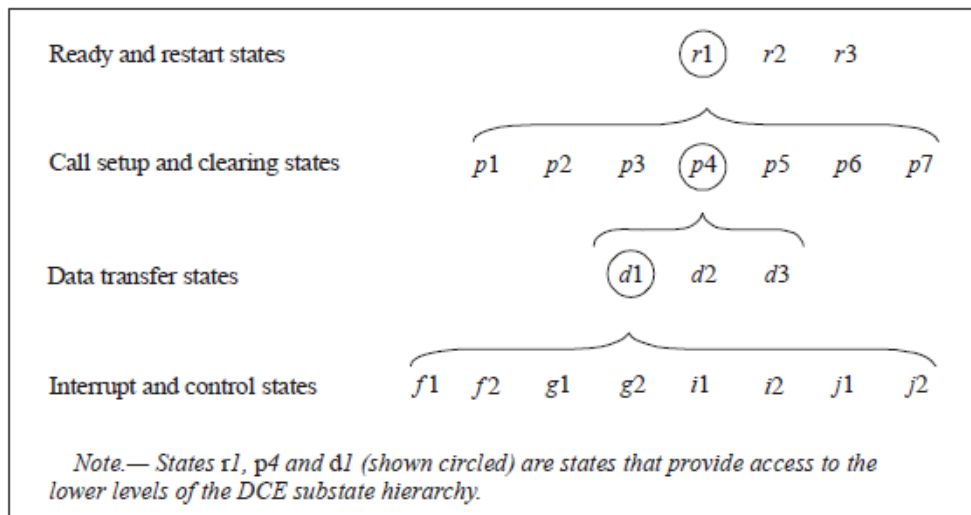 Ready and restart states r1 r2 r3
Call setup and clearing states p1 p2 p3 p4 p5 p6 p7
Data transfer states d1 d2 d3
Interrupt and control states f1 f2 g1 g2 i1 i2 j1 j2
Note.— States r1, p4 and d1 (shown circled) are states that provide access to the
lower levels of the DCE substate hierarchy.